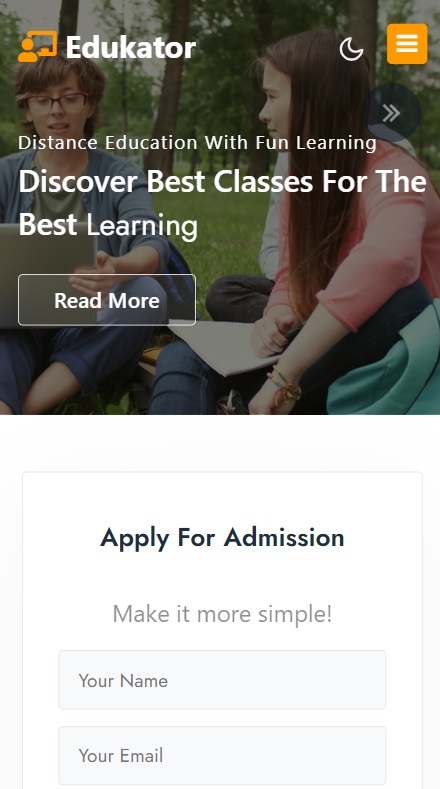 Edukator
Distance Education With Fun Learning
Discover Best Classes For The
Best Learning
Read More
Apply For Admission
Make it more simple!
Your Name
Your Email